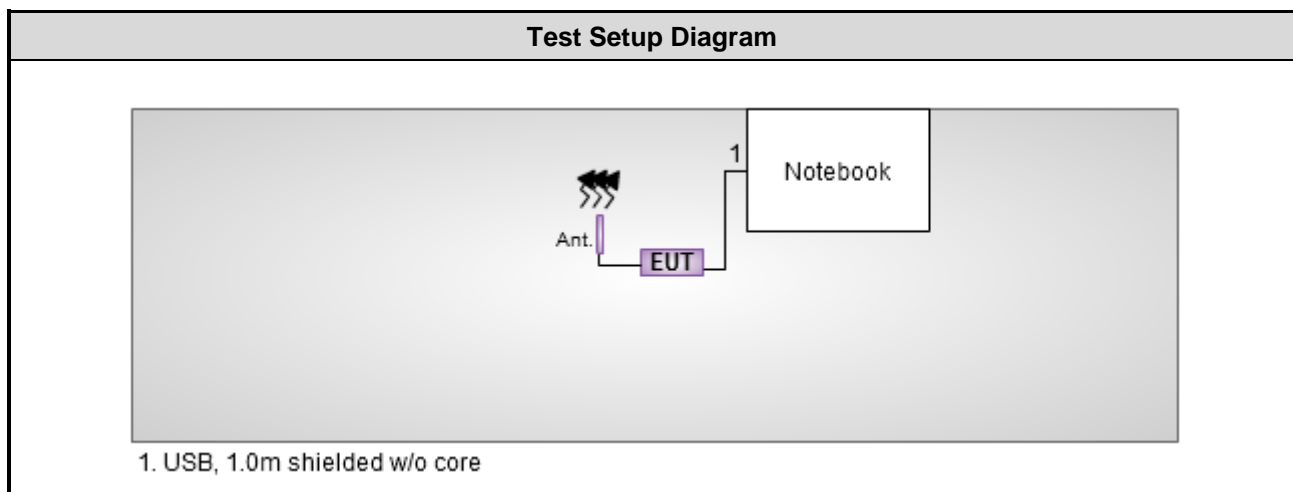 Test Setup Diagram
1
Notebook
Ant.
EUT
1. USB, 1.0m shielded w/o core